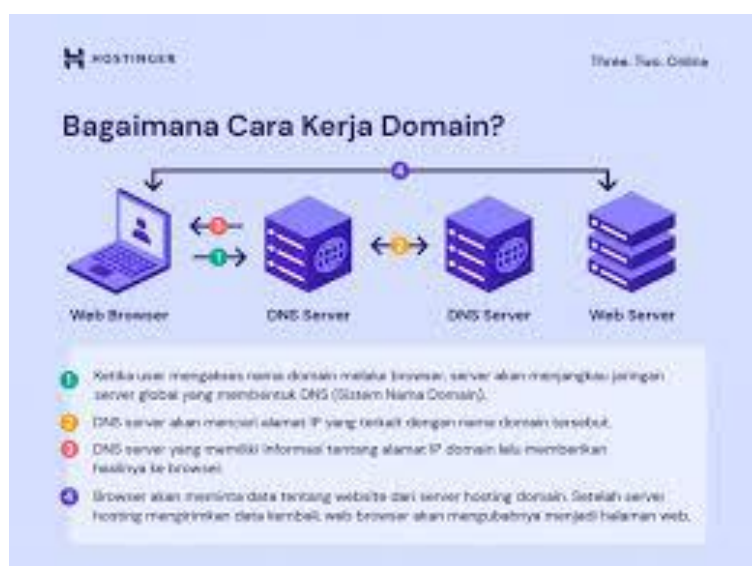 HOSTINGER
Three. Two. Online
Bagaimana Cara Kerja Domain?
4
3
1
2
Web Browser
DNS Server
DNS Server
Web Server
1 Ketika user mengakses nama domain melalui browser, server akan menjangkau jaringan
server global yang membentuk DNS (Sistem Nama Domain).
2 DNS server akan mencari alamat IP yang terkait dengan nama domain tersebut.
3 DNS server yang memiliki informasi tentang alamat IP domain lalu memberikan
hasilnya ke browser.
4 Browser akan meminta data tentang website dari server hosting domain. Setelah server
hosting mengirimkan data kembali, web browser akan mengubahnya menjadi halaman web.